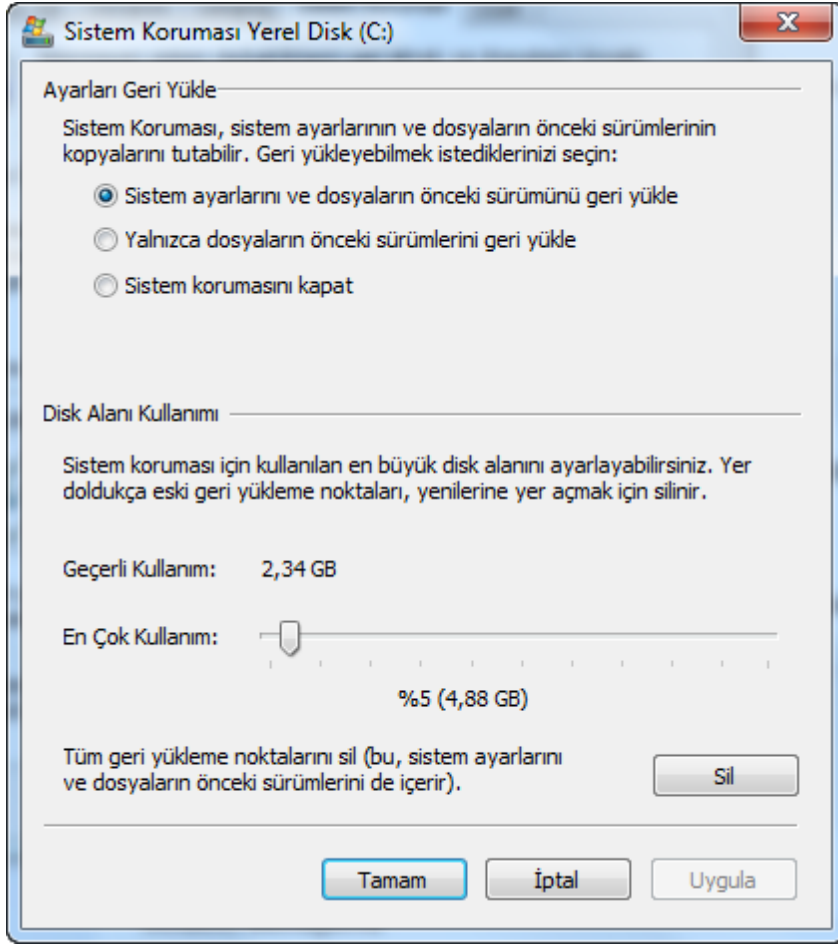 Sistem Koruması Yerel Disk (C:)
Ayarları Geri Yükle
Sistem Koruması, sistem ayarlarının ve dosyaların önceki sürümlerinin
kopyalarını tutabilir. Geri yükleyebilmek istediklerinizi seçin:
Sistem ayarlarını ve dosyaların önceki sürümünü geri yükle
Yalnızca dosyaların önceki sürümlerini geri yükle
Sistem korumasını kapat
Disk Alanı Kullanımı
Sistem koruması için kullanılan en büyük disk alanını ayarlayabilirsiniz. Yer
doldukça eski geri yükleme noktaları, yenilerine yer açmak için silinir.
Geçerli Kullanım: 2,34 GB
En Çok Kullanım:
%5 (4,88 GB)
Tüm geri yükleme noktalarını sil (bu, sistem ayarlarını
ve dosyaların önceki sürümlerini de içerir).
Sil
Tamam İptal Uygula